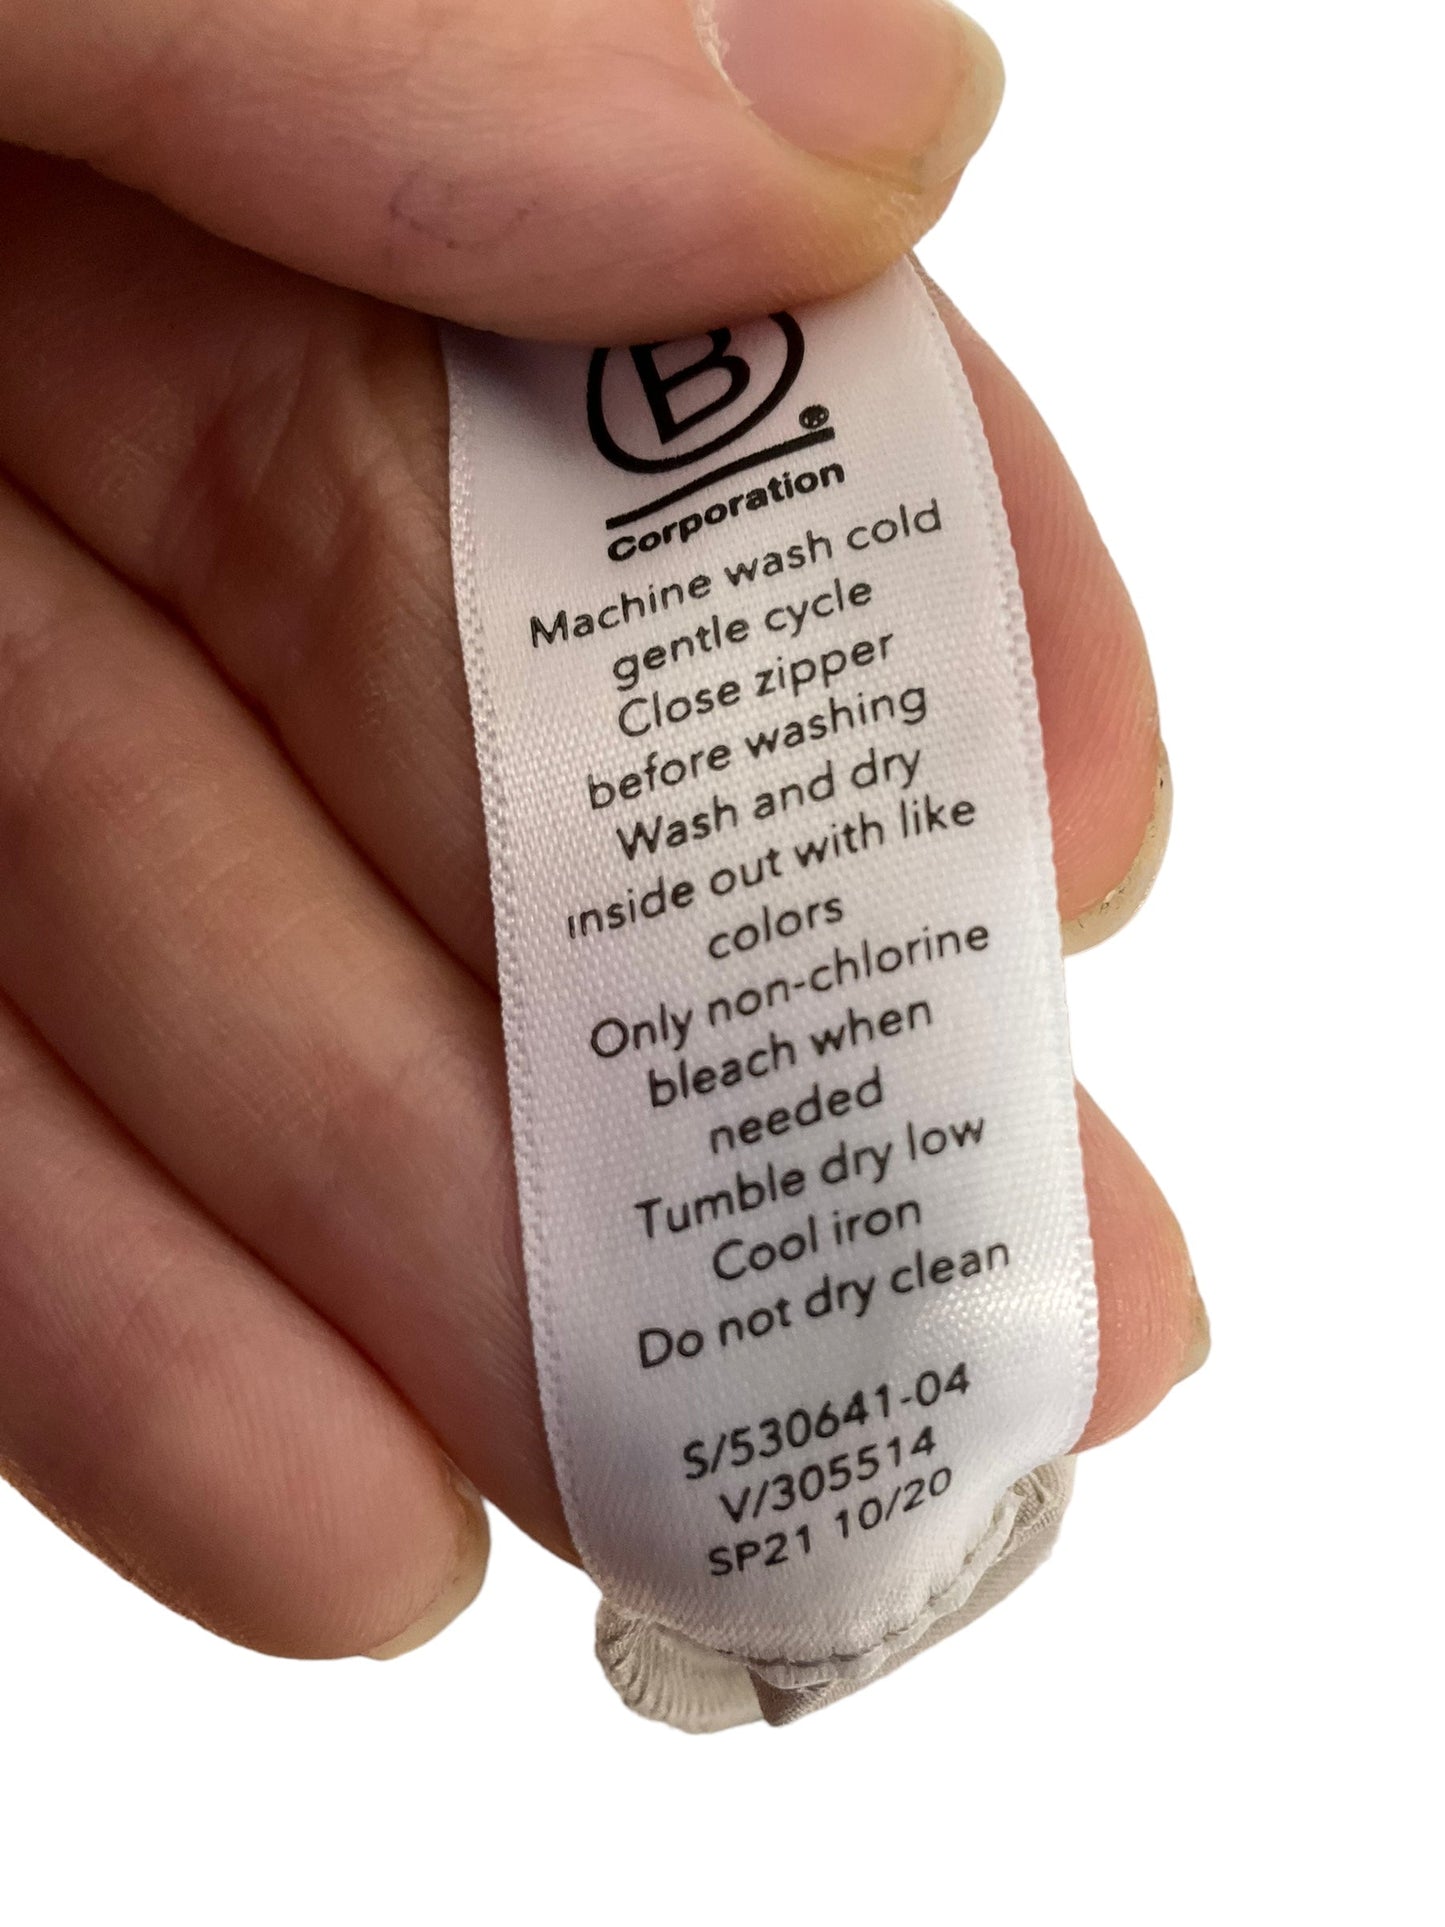 B
®
Corporation
Machine wash cold
gentle cycle
Close zipper
before washing
Wash and dry
inside out with like
colors
Only non-chlorine
bleach when
needed
Tumble dry low
Cool iron
Do not dry clean
S/530641-04
V/305514
SP21 10/20